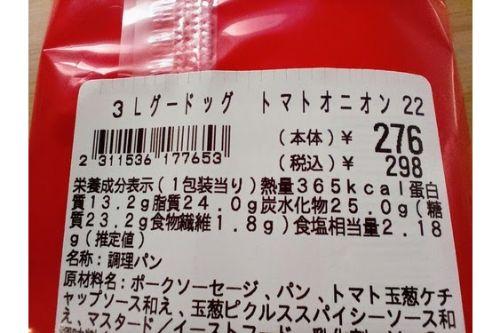 3Lグードッグ トマトオニオン 22
(本体)¥ 276
(税込)¥ 298
2 311536 177653
栄養成分表示(1包装当り)熱量365kcal蛋白
質13.2g脂質24.0g炭水化物25.0g(糖
質23.2g食物繊維1.8g)食塩相当量2.18
g(推定値)
名称:調理パン
原材料名:ポークソーセージ、パン、トマト玉葱ケチ
ャップソース和え、玉葱ピクルススパイシーソース和
え、マスタード/イーストフード、